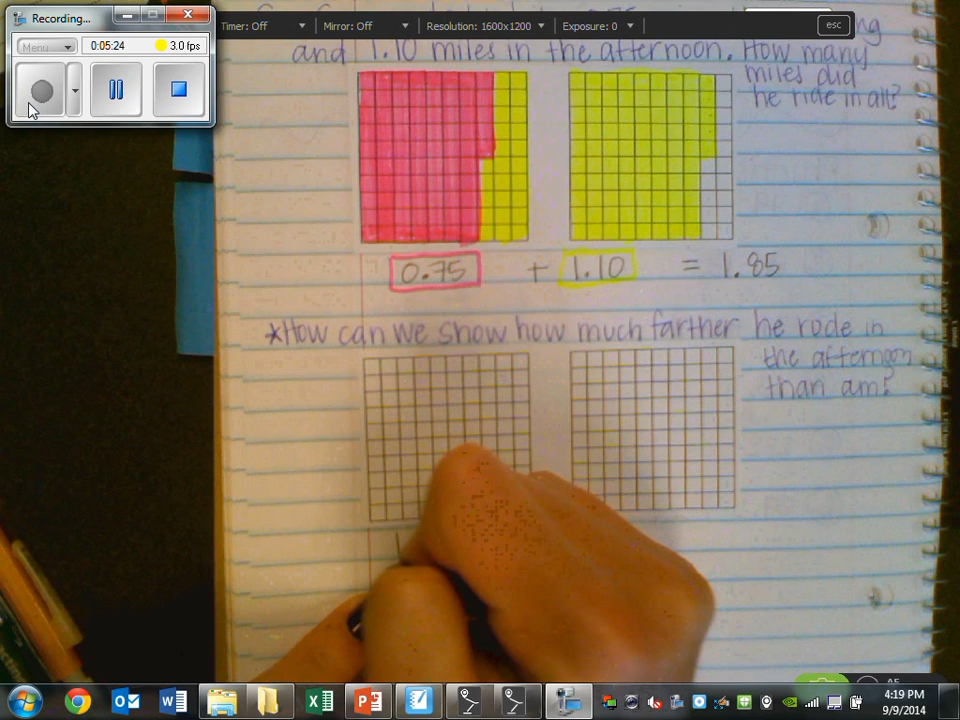 Recording...
Timer: Off
Mirror: Off
Resolution: 1600x1200
Exposure: 0
esc
Menu
0:05:24
3.0 fps
and 1.10 miles in the afternoon. How many
miles did
he ride in all?
0.75 + 1.10 = 1.85
*How can we show how much farther he rode in
the afternoon
than am?
4:19 PM
9/9/2014